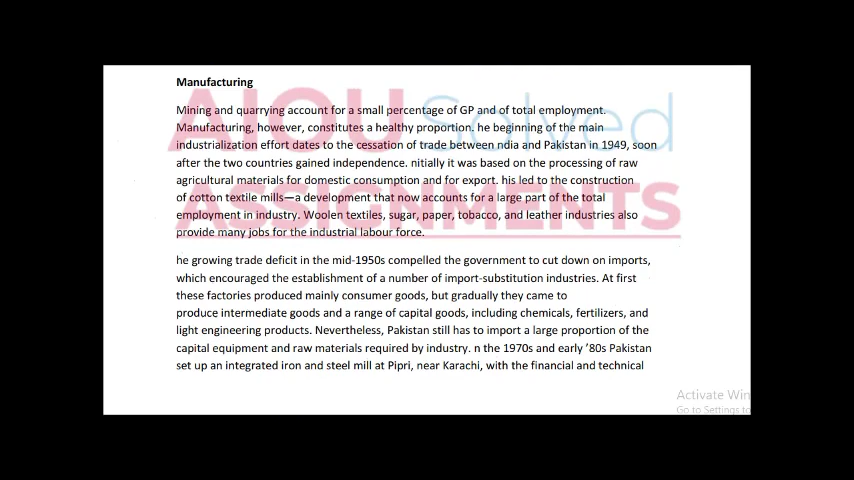 Manufacturing
Mining and quarrying account for a small percentage of GP and of total employment.
Manufacturing, however, constitutes a healthy proportion. he beginning of the main
industrialization effort dates to the cessation of trade between ndia and Pakistan in 1949, soon
after the two countries gained independence. nitially it was based on the processing of raw
agricultural materials for domestic consumption and for export. his led to the construction
of cotton textile mills—a development that now accounts for a large part of the total
employment in industry. Woolen textiles, sugar, paper, tobacco, and leather industries also
provide many jobs for the industrial labour force.
he growing trade deficit in the mid-1950s compelled the government to cut down on imports,
which encouraged the establishment of a number of import-substitution industries. At first
these factories produced mainly consumer goods, but gradually they came to
produce intermediate goods and a range of capital goods, including chemicals, fertilizers, and
light engineering products. Nevertheless, Pakistan still has to import a large proportion of the
capital equipment and raw materials required by industry. n the 1970s and early ’80s Pakistan
set up an integrated iron and steel mill at Pipri, near Karachi, with the financial and technical
AIOU Solved
ASSIGNMENTS
Activate Win
Go to Settings to